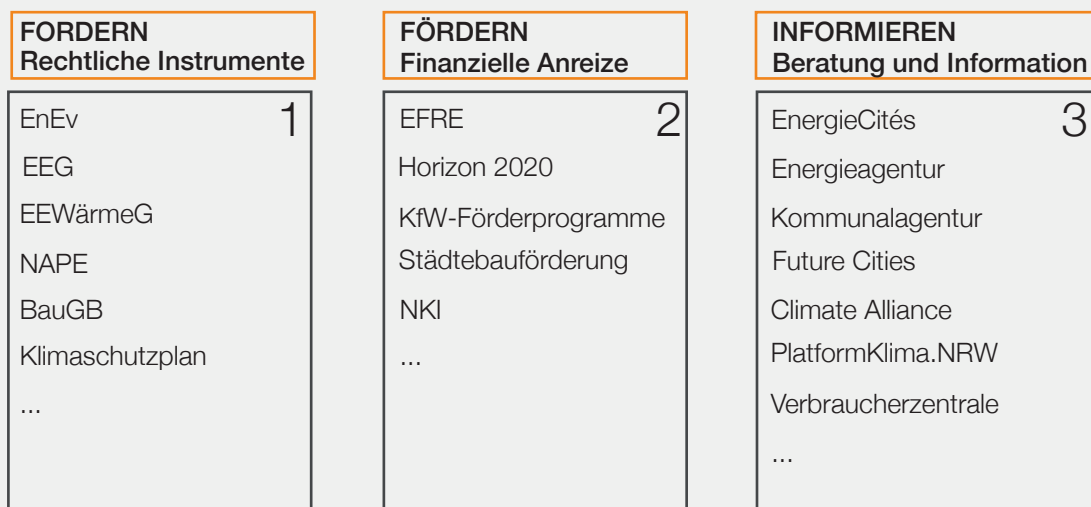 FORDERN
Rechtliche Instrumente
1
EnEv
EEG
EEWärmeG
NAPE
BauGB
Klimaschutzplan
...
FÖRDERN
Finanzielle Anreize
2
EFRE
Horizon 2020
KfW-Förderprogramme
Städtebauförderung
NKI
...
INFORMIEREN
Beratung und Information
3
EnergieCités
Energieagentur
Kommunalagentur
Future Cities
Climate Alliance
PlatformKlima.NRW
Verbraucherzentrale
...